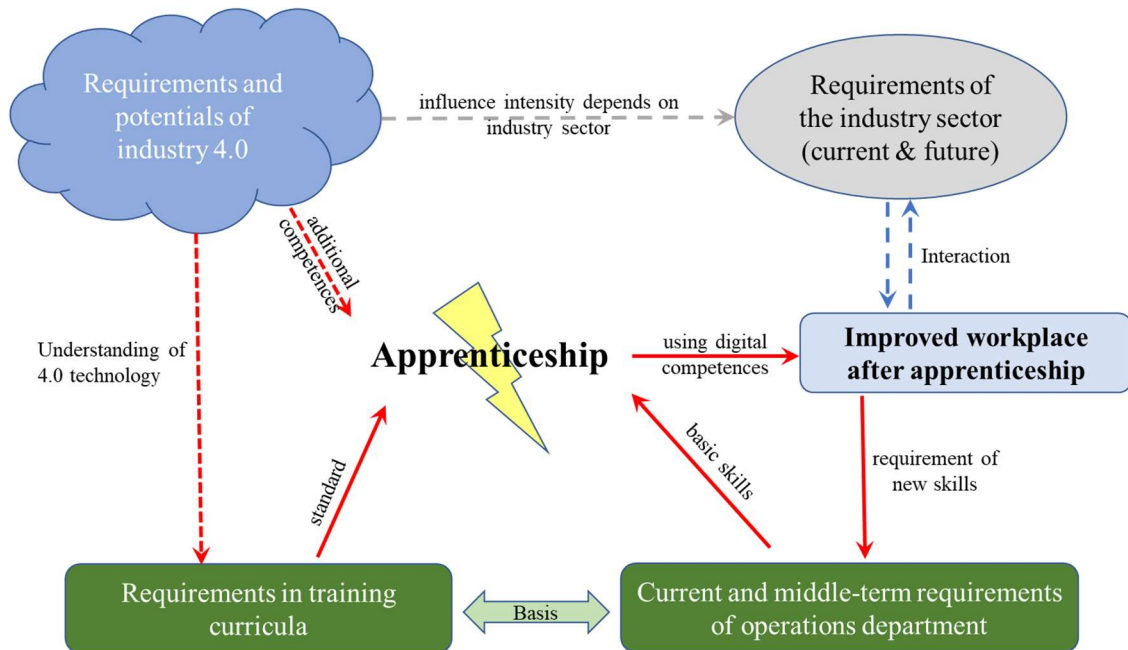 Requirements and
potentials of
industry 4.0
influence intensity depends on
industry sector
Requirements of
the industry sector
(current & future)
additional
competences
Interaction
Understanding of
4.0 technology
Apprenticeship
using digital
competences
Improved workplace
after apprenticeship
standard
basic skills
requirement of
new skills
Requirements in training
curricula
Basis
Current and middle-term requirements
of operations department